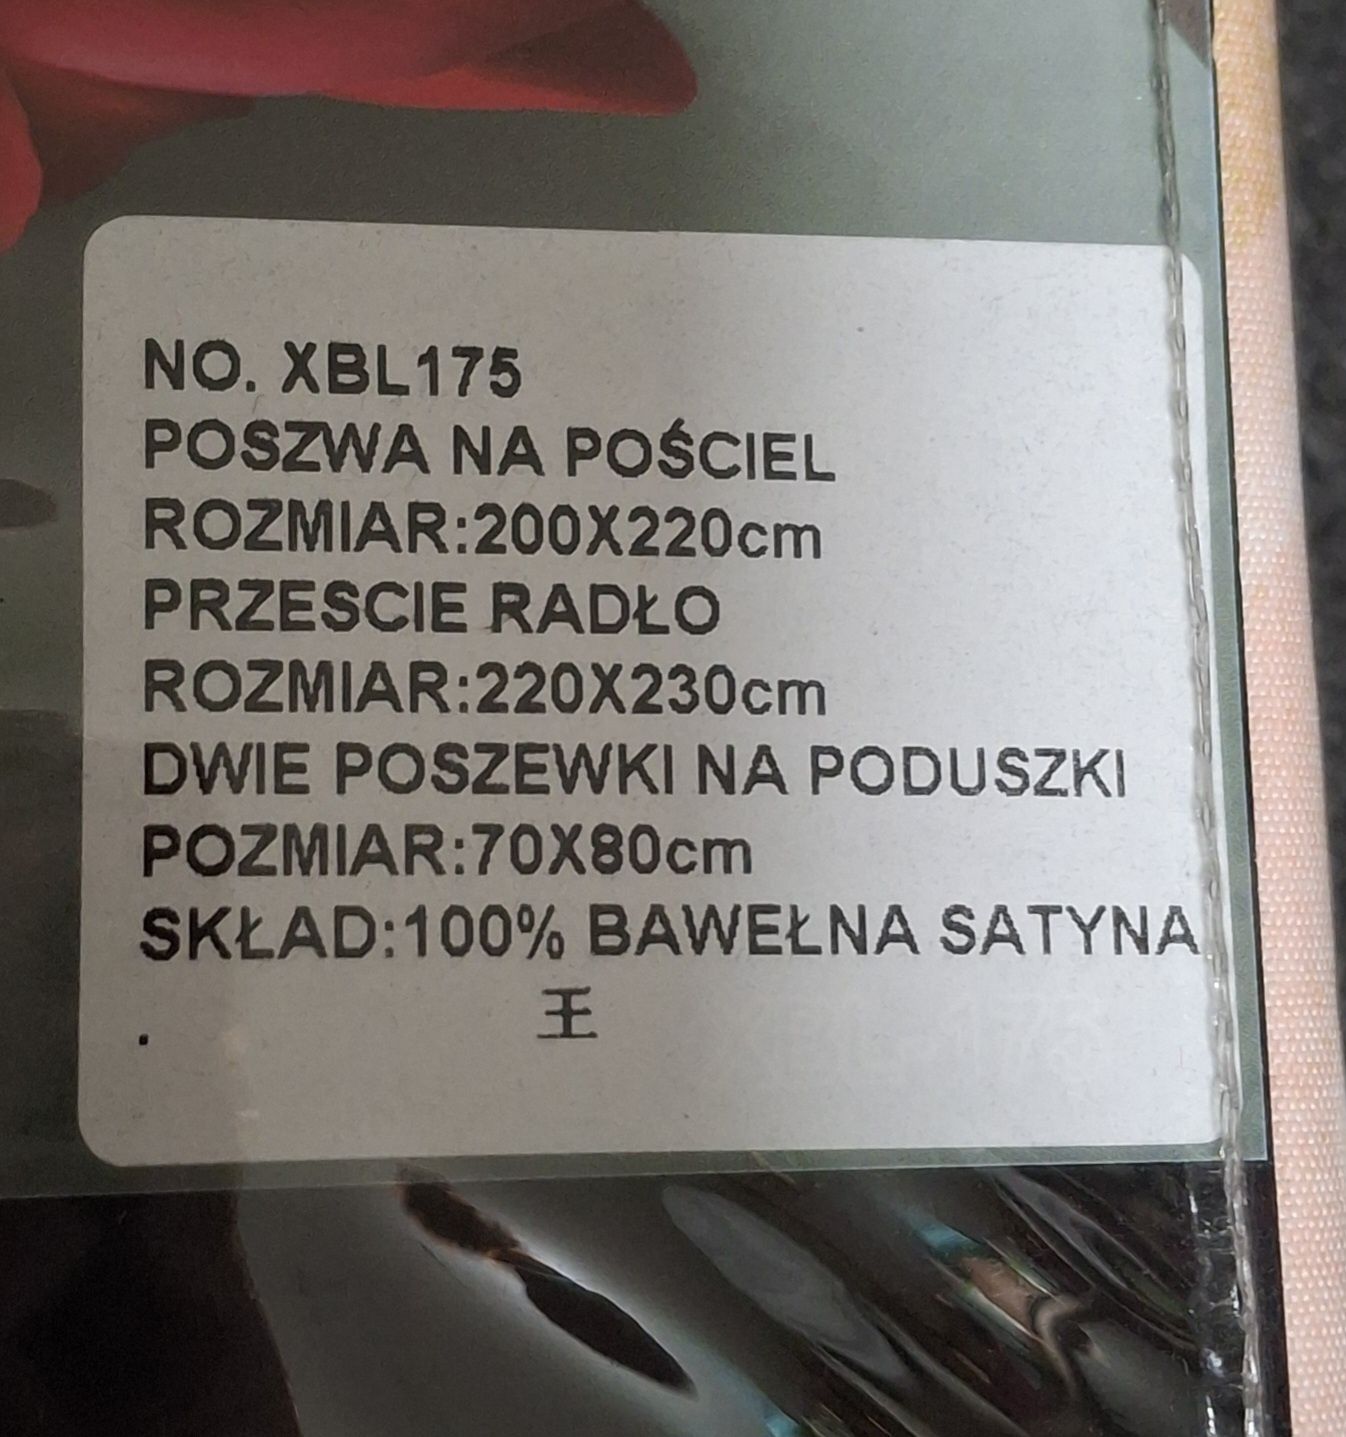 NO. XBL175
POSZWA NA POŚCIEL
ROZMIAR:200X220cm
PRZESCIE RADŁO
ROZMIAR:220X230cm
DWIE POSZEWKI NA PODUSZKI
POZMIAR:70X80cm
SKŁAD:100% BAWEŁNA SATYNA
. 王